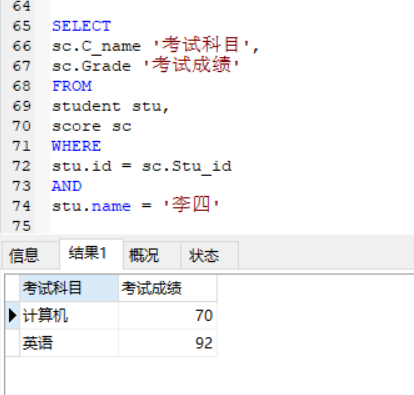 64
65 SELECT
66 sc.C_name '考试科目',
67 sc.Grade '考试成绩'
68 FROM
69 student stu,
70 score sc
71 WHERE
72 stu.id = sc.Stu_id
73 AND
74 stu.name = '李四'
75
信息 结果1 概况 状态
考试科目 考试成绩
计算机 70
英语 92